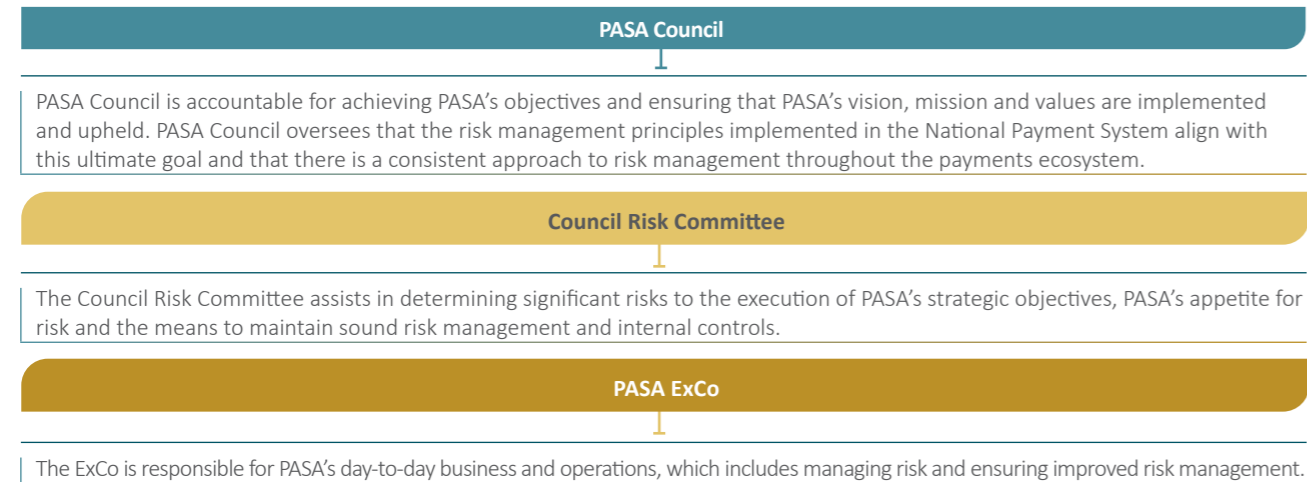 PASA Council
PASA Council is accountable for achieving PASA's objectives and ensuring that PASA's vision, mission and values are implemented
and upheld. PASA Council oversees that the risk management principles implemented in the National Payment System align with
this ultimate goal and that there is a consistent approach to risk management throughout the payments ecosystem.
Council Risk Committee
The Council Risk Committee assists in determining significant risks to the execution of PASA's strategic objectives, PASA's appetite for
risk and the means to maintain sound risk management and internal controls.
PASA ExCo
The ExCo is responsible for PASA's day-to-day business and operations, which includes managing risk and ensuring improved risk management.